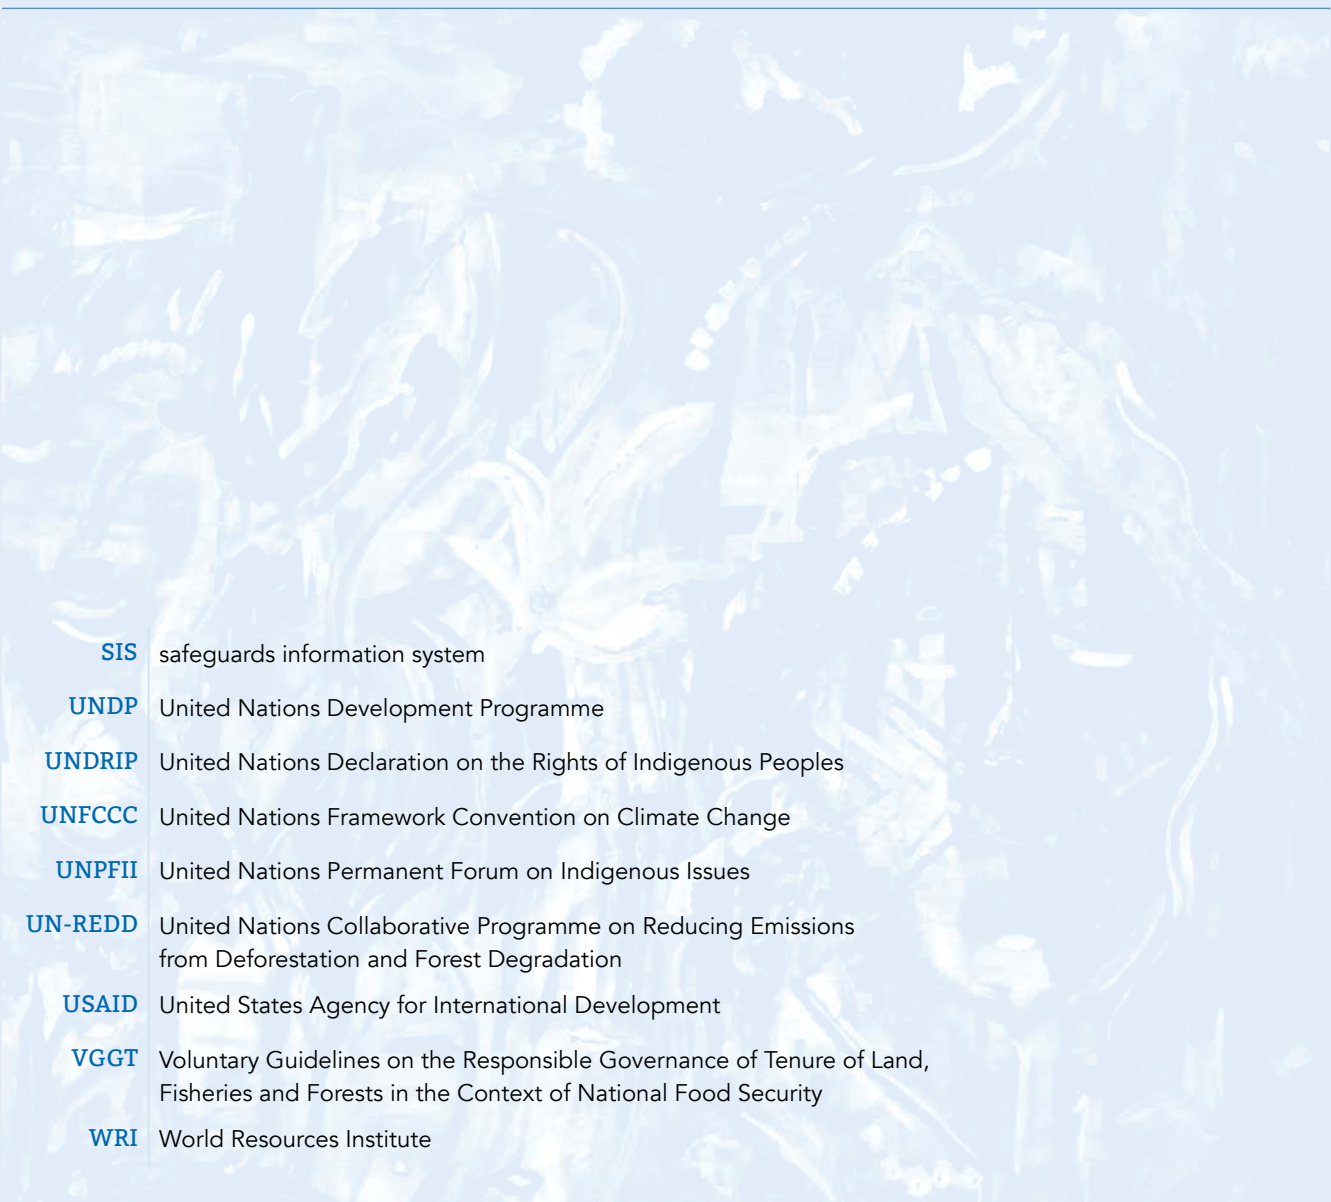 SIS safeguards information system
UNDP United Nations Development Programme
UNDRIP United Nations Declaration on the Rights of Indigenous Peoples
UNFCCC United Nations Framework Convention on Climate Change
UNPFII United Nations Permanent Forum on Indigenous Issues
UN-REDD United Nations Collaborative Programme on Reducing Emissions
from Deforestation and Forest Degradation
USAID United States Agency for International Development
VGGT Voluntary Guidelines on the Responsible Governance of Tenure of Land,
Fisheries and Forests in the Context of National Food Security
WRI World Resources Institute